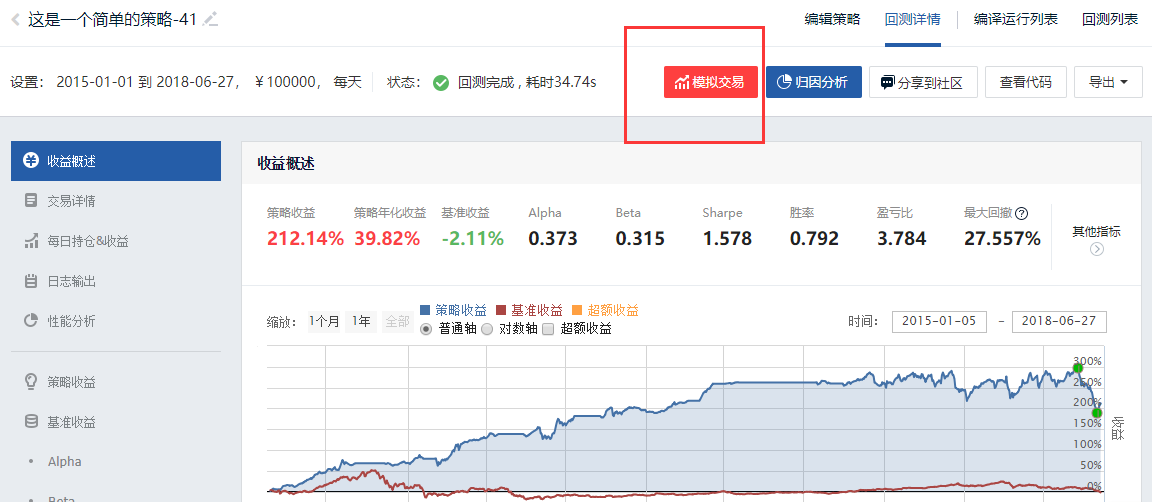 这是一个简单的策略-41
编辑策略 回测详情 编译运行列表 回测列表
设置： 2015-01-01 到 2018-06-27, ￥100000, 每天 状态： 回测完成 , 耗时34.74s
模拟交易 归因分析 分享到社区 查看代码 导出
收益概述
交易详情
每日持仓&收益
日志输出
性能分析
策略收益
基准收益
Alpha
Beta
收益概述
策略收益 策略年化收益 基准收益 Alpha Beta Sharpe 胜率 盈亏比 最大回撤
212.14% 39.82% -2.11% 0.373 0.315 1.578 0.792 3.784 27.557%
其他指标
缩放： 1个月 1年 全部
策略收益 基准收益 超额收益
普通轴 对数轴 超额收益
时间： 2015-01-05 - 2018-06-27
300%
250%
200%
150%
100%
50%
0%
收益